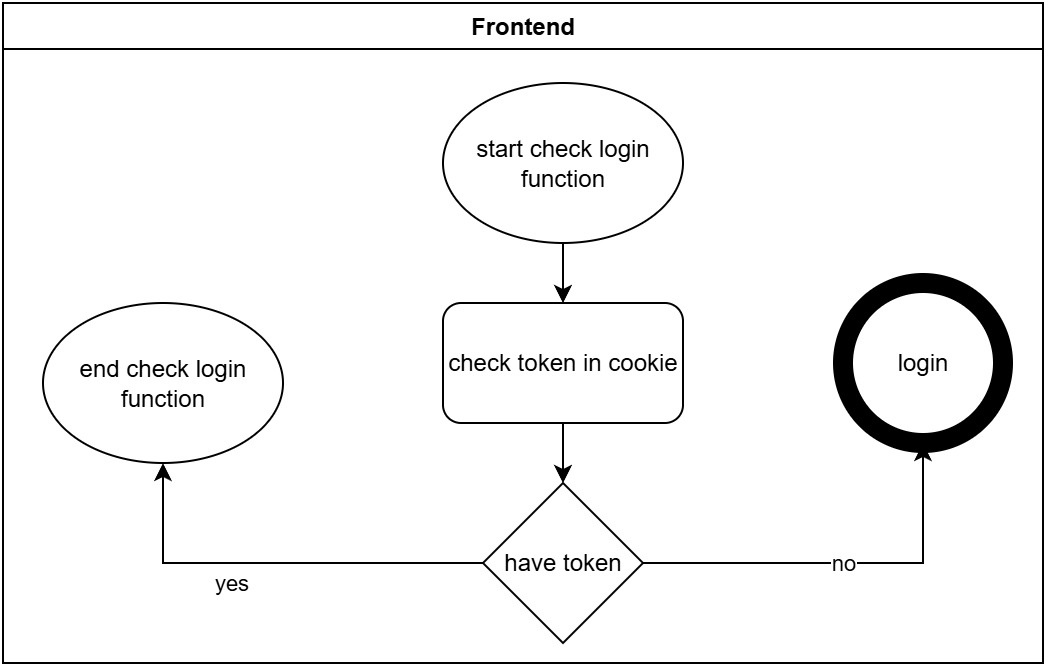 Frontend
start check login
function
end check login
function
check token in cookie
login
have token
yes
no